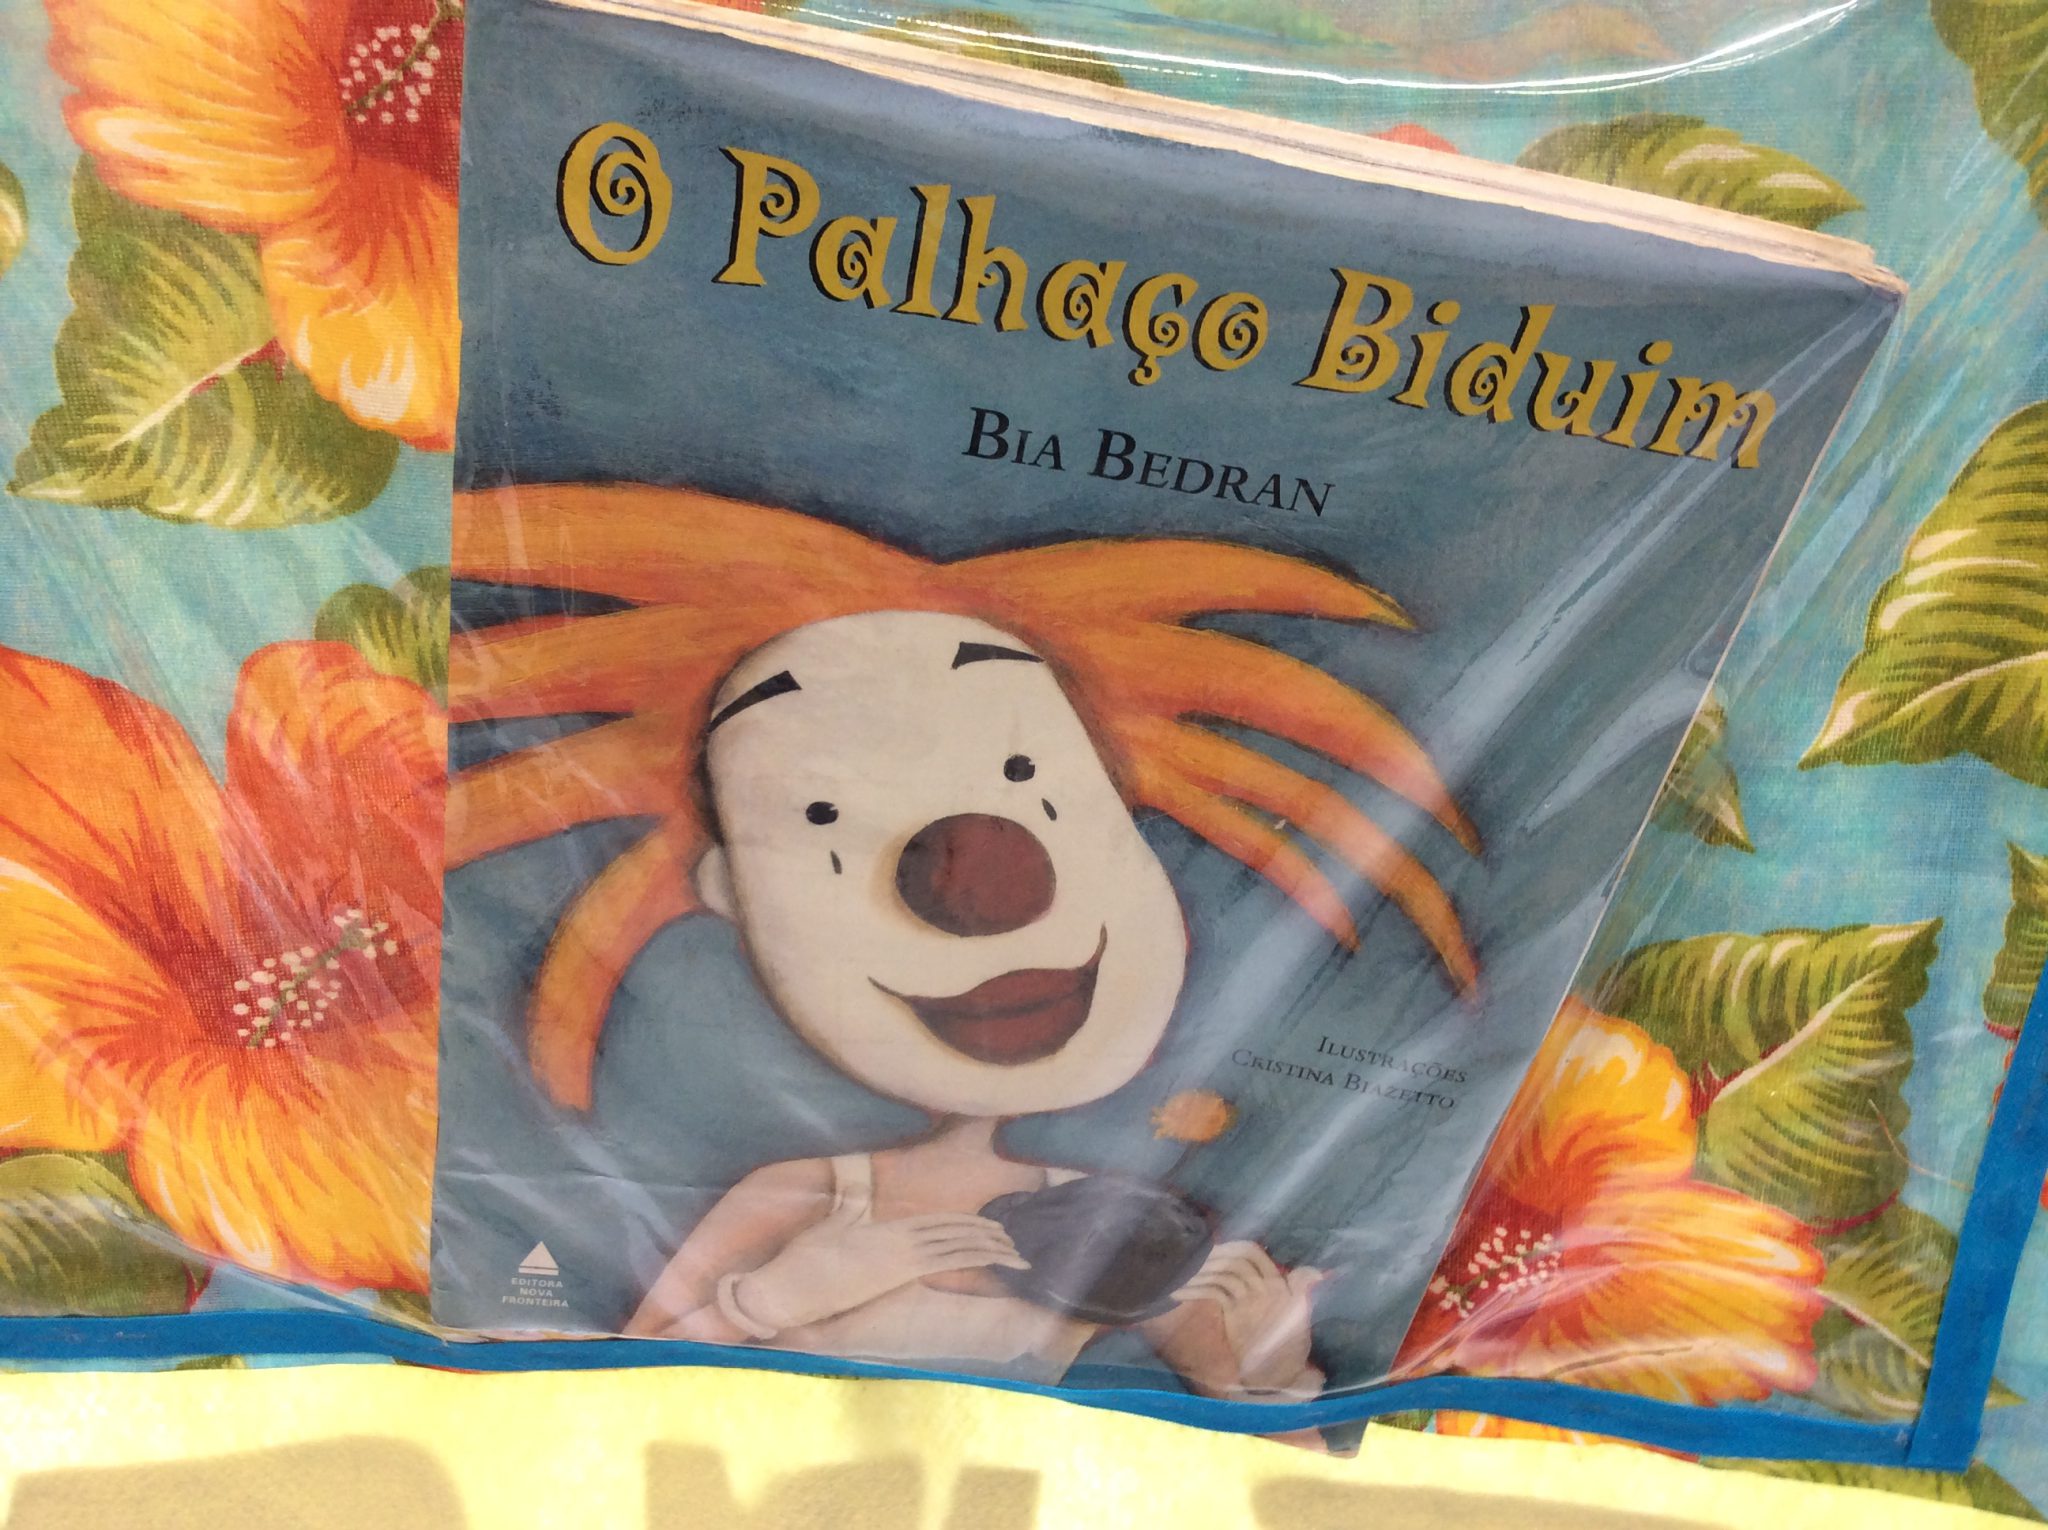 O Palhaço Biduim
BIA BEDRAN
ILUSTRAÇÕES
CRISTINA BIAZETTO
EDITORA
NOVA
FRONTEIRA